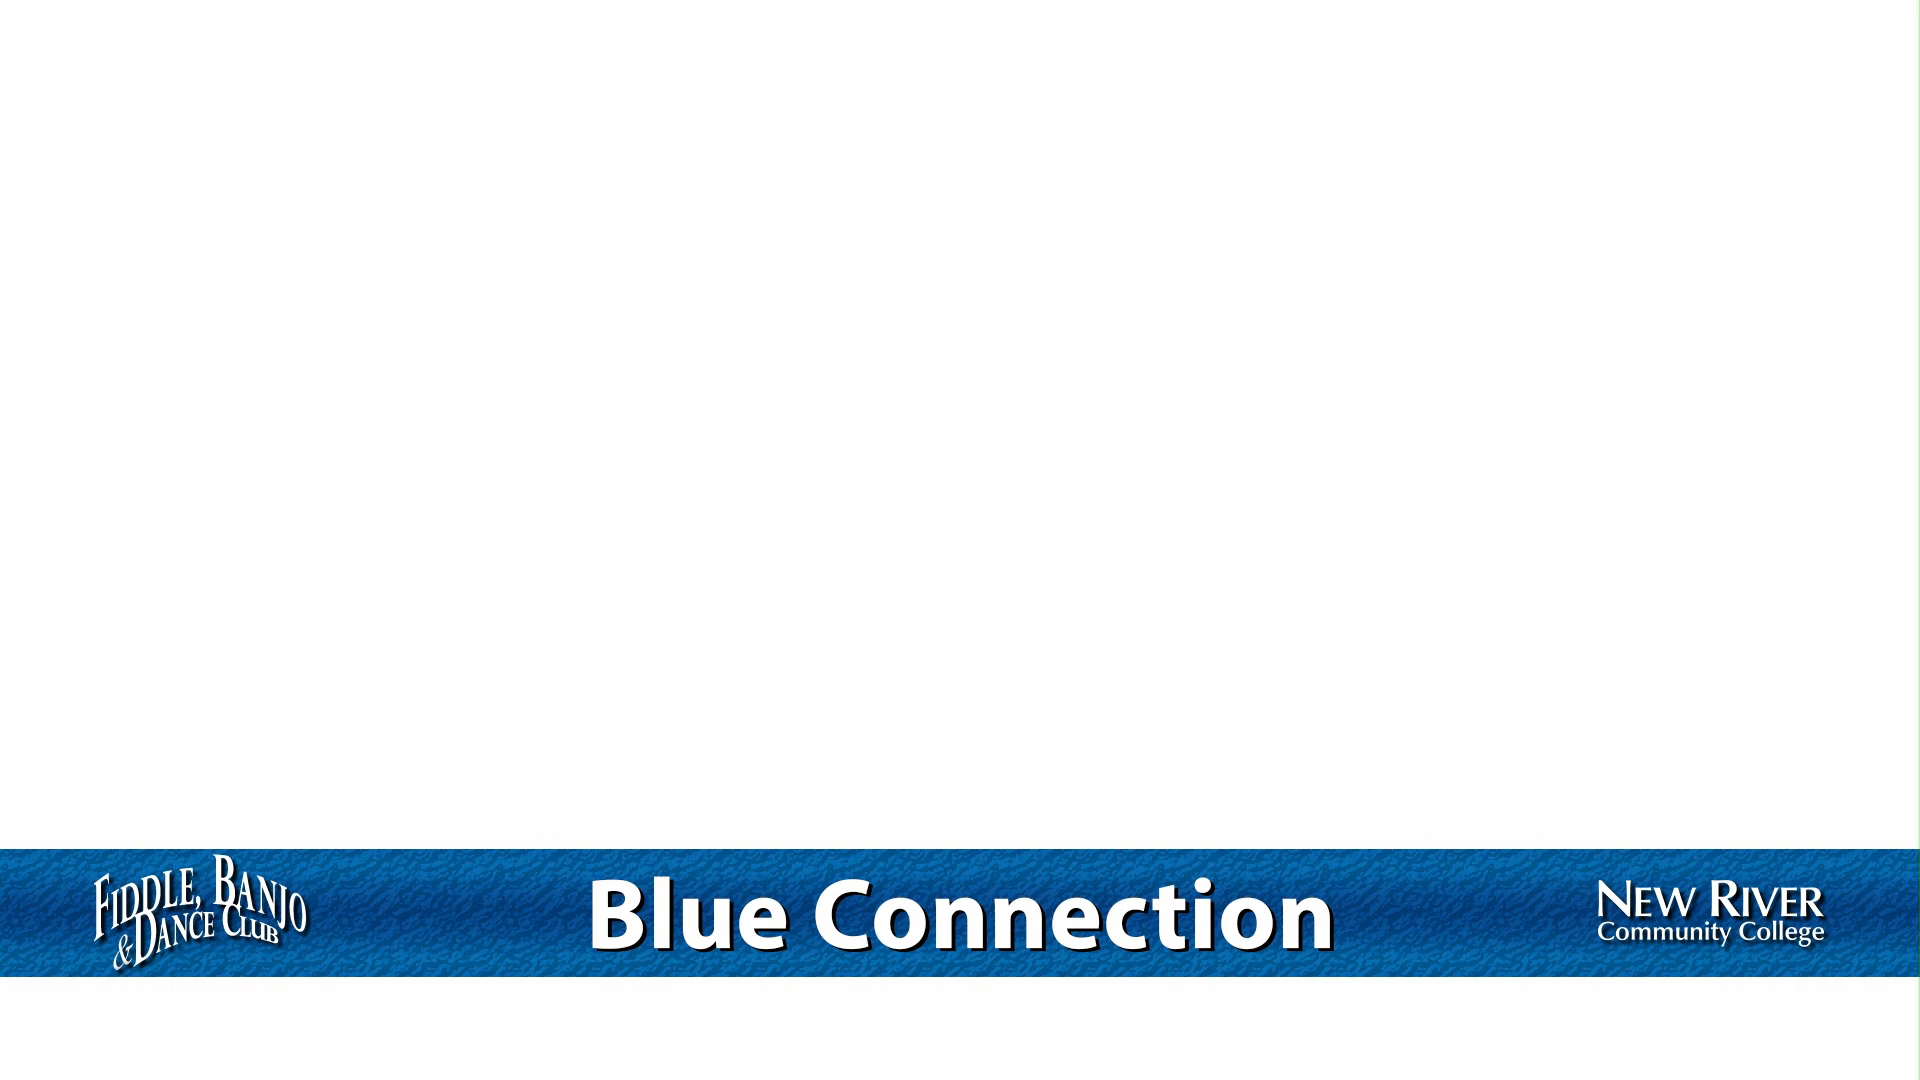 FIDDLE, BANJO
& DANCE CLUB
Blue Connection
NEW RIVER
Community College